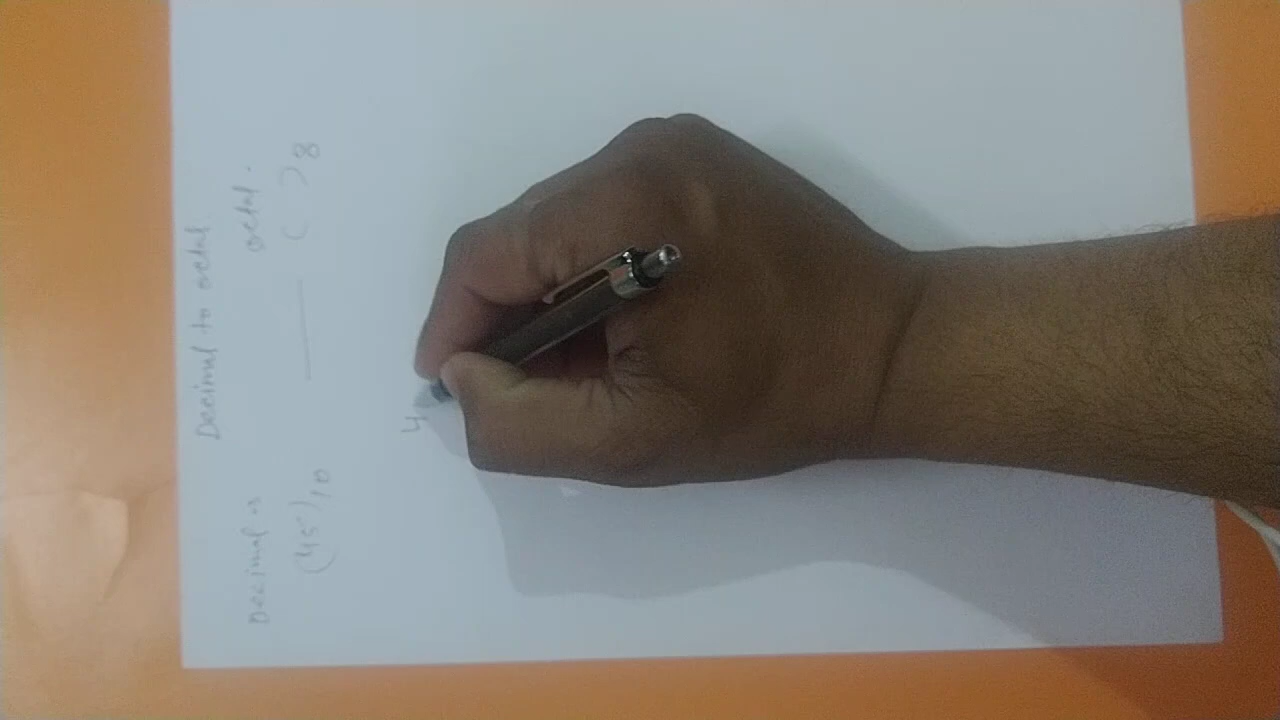 Decimal to octal
Decimal octal.
(45)10 — ( )8
4